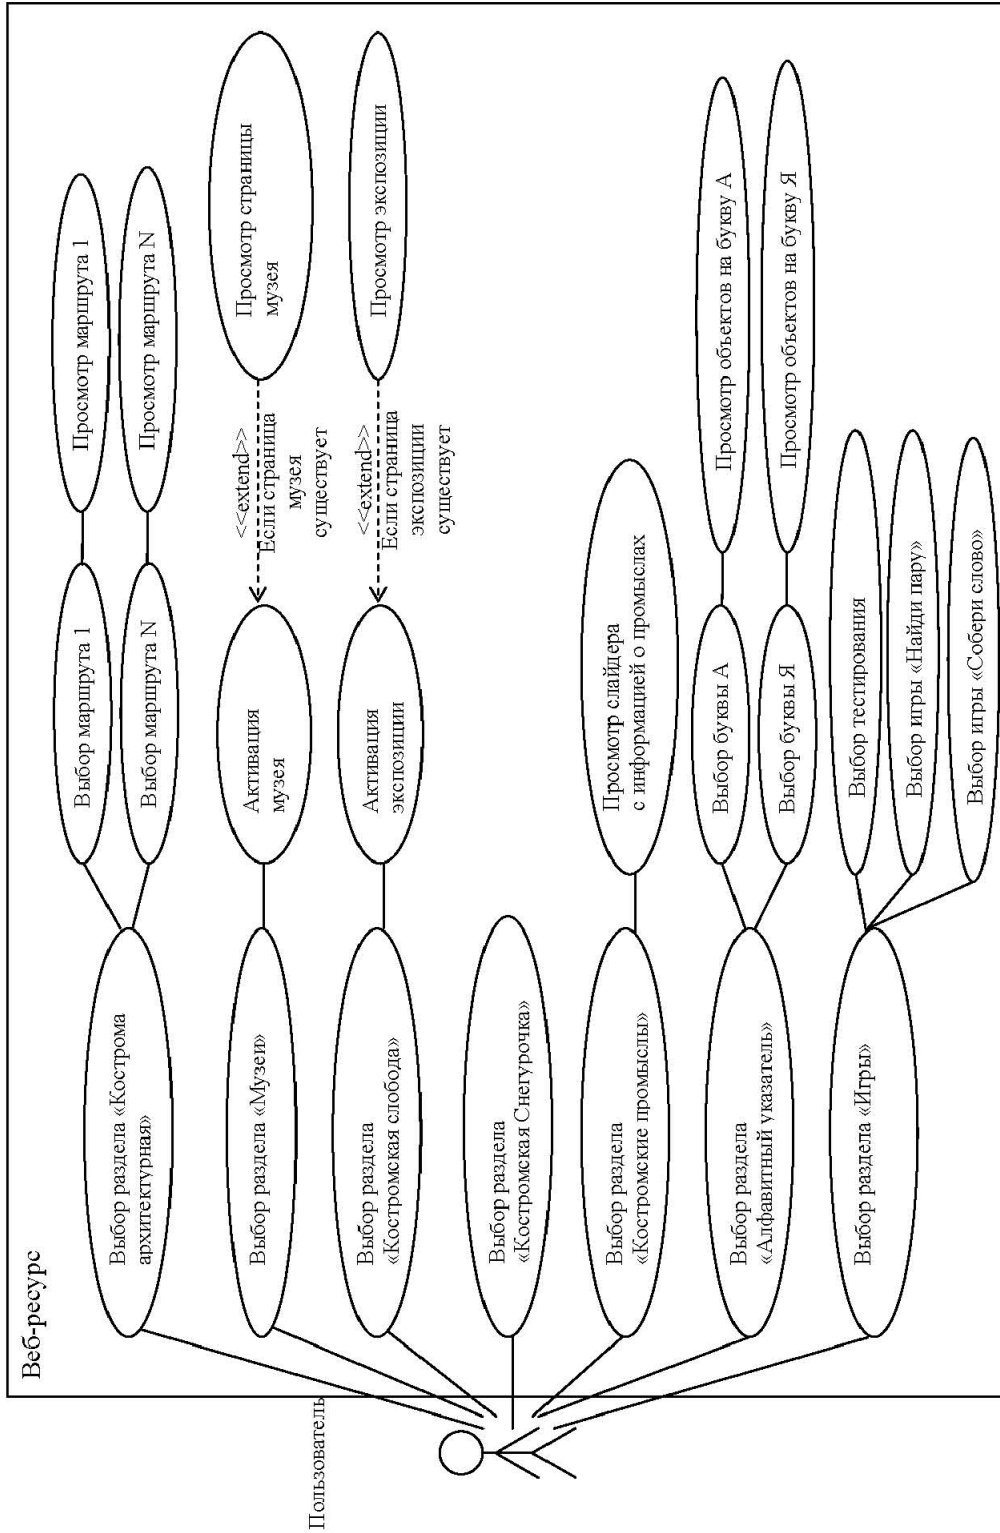 Веб-ресурс
Пользователь
Выбор раздела «Кострома
архитектурная»
Выбор маршрута 1
Просмотр маршрута 1
Выбор маршрута N
Просмотр маршрута N
Выбор раздела «Музеи»
Активация
музея
<<extend>>
Если страница
музея
существует
Просмотр страницы
музея
Выбор раздела
«Костромская слобода»
Активация
экспозиции
<<extend>>
Если страница
экспозиции
существует
Просмотр экспозиции
Выбор раздела
«Костромская Снегурочка»
Выбор раздела
«Костромские промыслы»
Просмотр слайдера
с информацией о промыслах
Выбор раздела
«Алфавитный указатель»
Выбор буквы А
Просмотр объектов на букву А
Выбор буквы Я
Просмотр объектов на букву Я
Выбор раздела «Игры»
Выбор тестирования
Выбор игры «Найди пару»
Выбор игры «Собери слово»